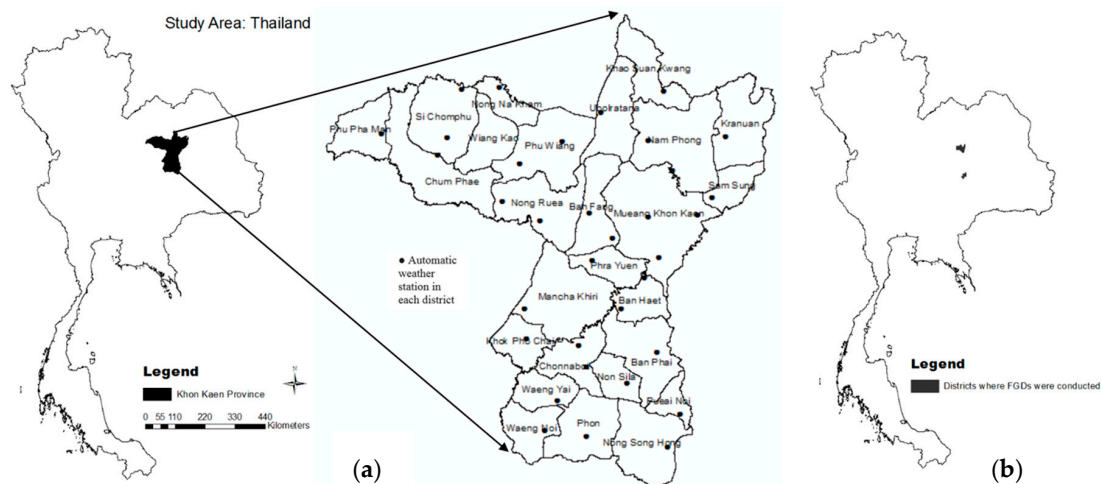 Study Area: Thailand
Khao Suan Kwang
Nong Na Kham
Ubolratana
Si Chomphu
Kranuan
Phu Pha Man
Wiang Kao
Nam Phong
Phu Wiang
Chum Phae
Sam Sung
Nong Ruea
Ban Fang
Mueang Khon Kaen
Automatic
weather
station in
each district
Phra Yuen
Mancha Khiri
Ban Haet
Khok Pho Chai
Chonnabot
Ban Phai
Non Sila
Waeng Yai
Pueai Noi
Waeng Noi
Phon
Nong Song Hong
Legend
Khon Kaen Province
0 55 110 220 330 440
Kilometers
(a)
Legend
Districts where FGDs were conducted
(b)